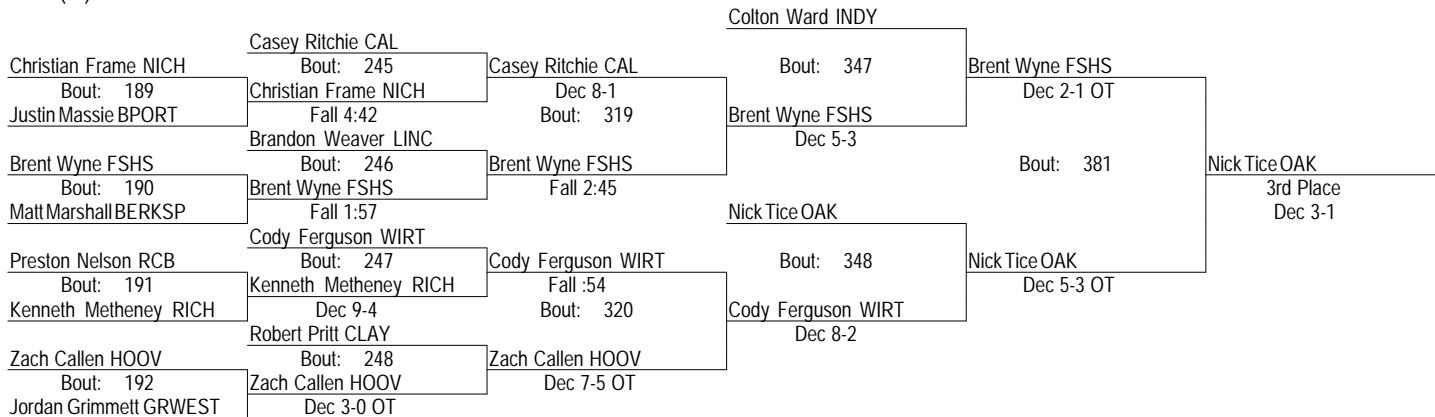 Colton Ward INDY
Casey Ritchie CAL
Christian Frame NICH
Bout: 245
Casey Ritchie CAL
Bout: 347
Brent Wyne FSHS
Bout: 189
Christian Frame NICH
Dec 8-1
Dec 2-1 OT
Justin Massie BPORT
Fall 4:42
Bout: 319
Brent Wyne FSHS
Brandon Weaver LINC
Dec 5-3
Brent Wyne FSHS
Bout: 246
Brent Wyne FSHS
Bout: 381
Nick Tice OAK
Bout: 190
Brent Wyne FSHS
Fall 2:45
3rd Place
Matt Marshall BERKSP
Fall 1:57
Nick Tice OAK
Dec 3-1
Cody Ferguson WIRT
Preston Nelson RCB
Bout: 247
Cody Ferguson WIRT
Bout: 348
Nick Tice OAK
Bout: 191
Kenneth Metheney RICH
Fall :54
Dec 5-3 OT
Kenneth Metheney RICH
Dec 9-4
Bout: 320
Cody Ferguson WIRT
Robert Pritt CLAY
Dec 8-2
Zach Callen HOOV
Bout: 248
Zach Callen HOOV
Bout: 192
Zach Callen HOOV
Dec 7-5 OT
Jordan Grimmett GRWEST
Dec 3-0 OT